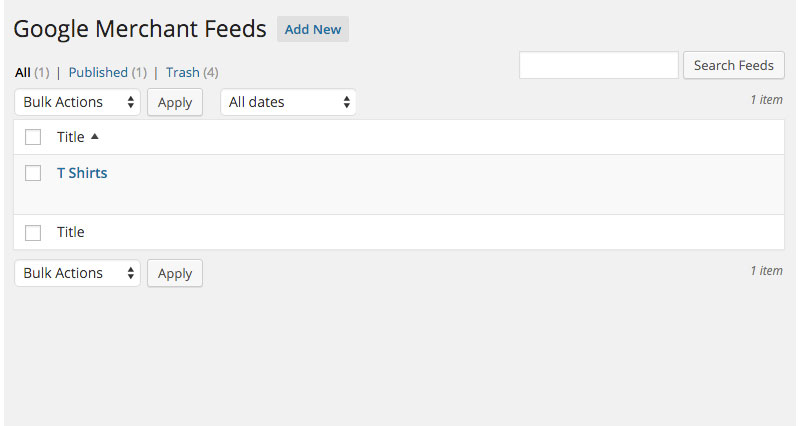 Google Merchant Feeds Add New
All (1) | Published (1) | Trash (4)
Search Feeds
Bulk Actions Apply All dates 1 item
Title
T Shirts
Title
Bulk Actions Apply 1 item